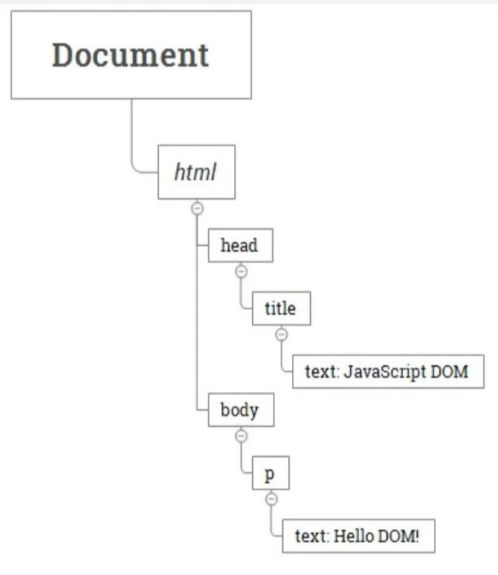 Document
html
head
title
text: JavaScript DOM
body
p
text: Hello DOM!